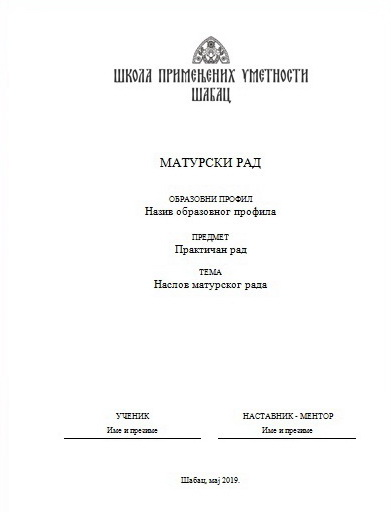 ШКОЛА ПРИМЕЊЕНИХ УМЕТНОСТИ
ШАБАЦ
МАТУРСКИ РАД
ОБРАЗОВНИ ПРОФИЛ
Назив образовног профила
ПРЕДМЕТ
Практичан рад
ТЕМА
Наслов матурског рада
УЧЕНИК НАСТАВНИК - МЕНТОР
Име и презиме Име и презиме
Шабац, мај 2019.